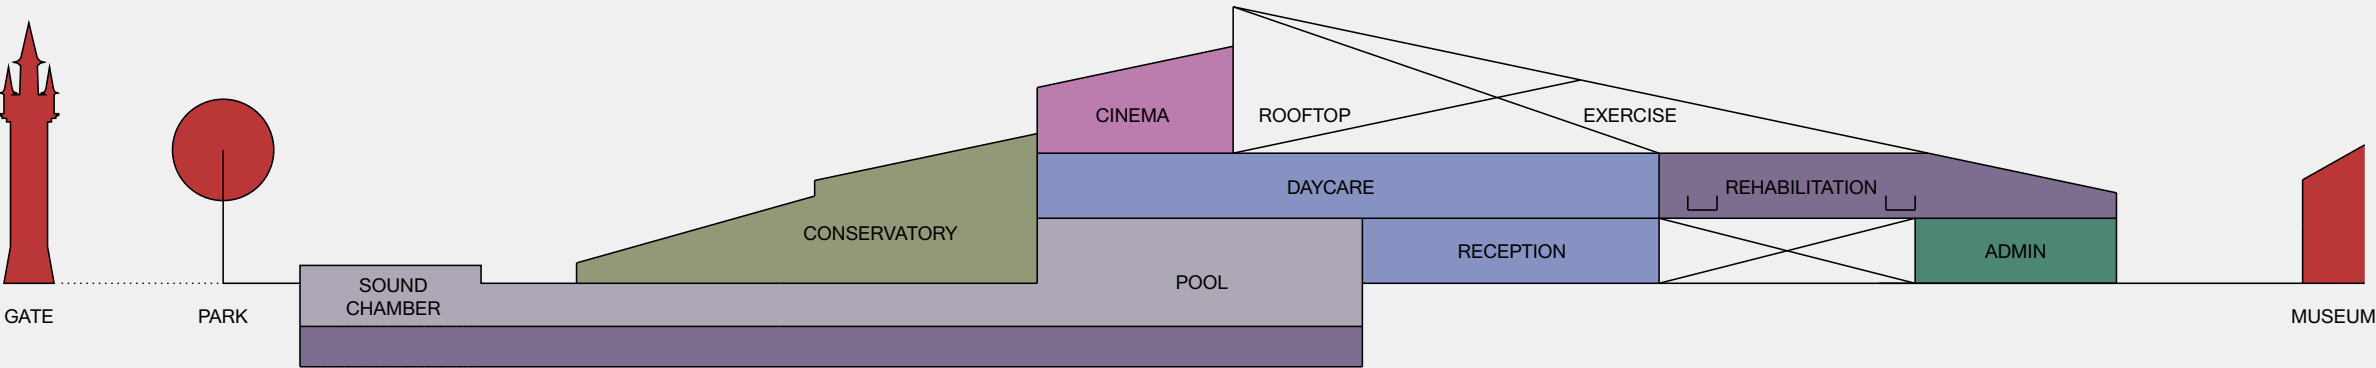 CINEMA
ROOFTOP
EXERCISE
DAYCARE
REHABILITATION
CONSERVATORY
RECEPTION
ADMIN
POOL
SOUND
CHAMBER
GATE
PARK
MUSEUM